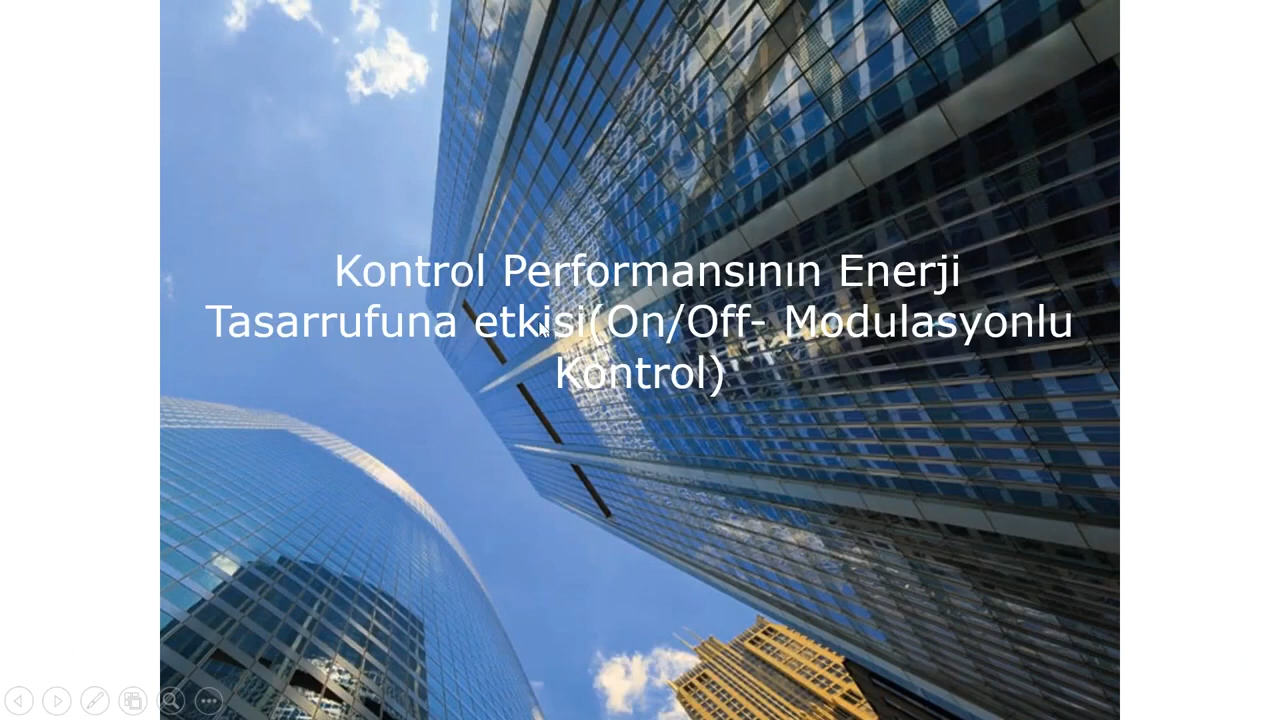 Kontrol Performansının Enerji
Tasarrufuna etkisi(On/Off- Modulasyonlu
Kontrol)